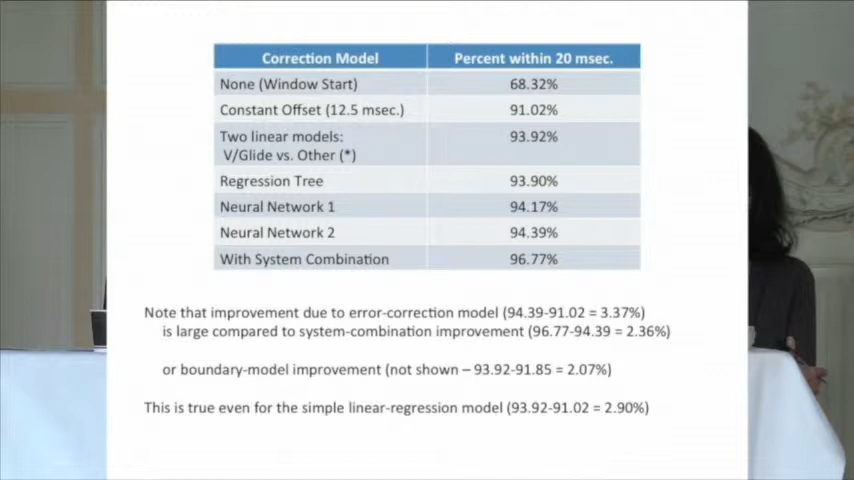 Correction Model Percent within 20 msec.
None (Window Start) 68.32%
Constant Offset (12.5 msec.) 91.02%
Two linear models: 93.92%
V/Glide vs. Other (*)
Regression Tree 93.90%
Neural Network 1 94.17%
Neural Network 2 94.39%
With System Combination 96.77%
Note that improvement due to error-correction model (94.39-91.02 = 3.37%)
is large compared to system-combination improvement (96.77-94.39 = 2.36%)
or boundary-model improvement (not shown – 93.92-91.85 = 2.07%)
This is true even for the simple linear-regression model (93.92-91.02 = 2.90%)